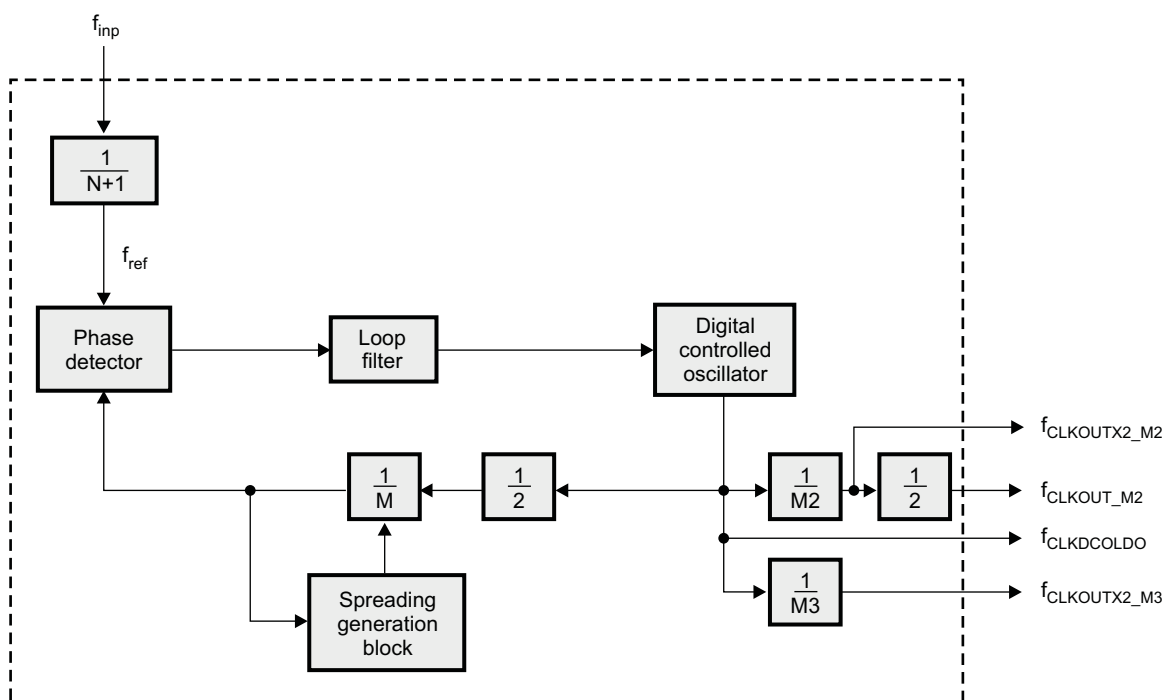 f_inp
1
N+1
f_ref
Phase
detector
Loop
filter
Digital
controlled
oscillator
f_CLKOUTX2_M2
1
M
1
2
1
M2
1
2
f_CLKOUT_M2
f_CLKDCOLDO
1
M3
f_CLKOUTX2_M3
Spreading
generation
block